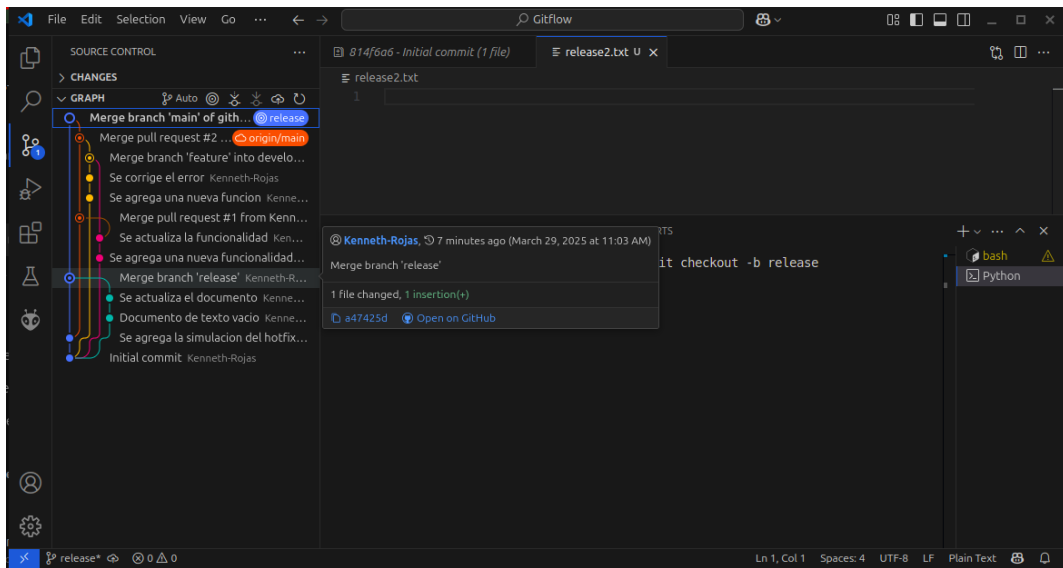 File Edit Selection View Go ··· Gitflow
SOURCE CONTROL ···
CHANGES
GRAPH Auto
Merge branch 'main' of gith... release
Merge pull request #2 ... origin/main
Merge branch 'feature' into develo...
Se corrige el error Kenneth-Rojas
Se agrega una nueva funcion Kenne...
Merge pull request #1 from Kenn...
Se actualiza la funcionalidad Ken...
Se agrega una nueva funcionalidad...
Merge branch 'release' Kenneth-R...
Se actualiza el documento Kenne...
Documento de texto vacio Kenne...
Se agrega la simulacion del hotfix...
Initial commit Kenneth-Rojas
814f6a6 - Initial commit (1 file) release2.txt U
release2.txt
1
Kenneth-Rojas, 7 minutes ago (March 29, 2025 at 11:03 AM)
Merge branch 'release'
1 file changed, 1 insertion(+)
a47425d Open on GitHub
RTS
it checkout -b release
bash
Python
1
release* 0 0 Ln 1, Col 1 Spaces: 4 UTF-8 LF Plain Text